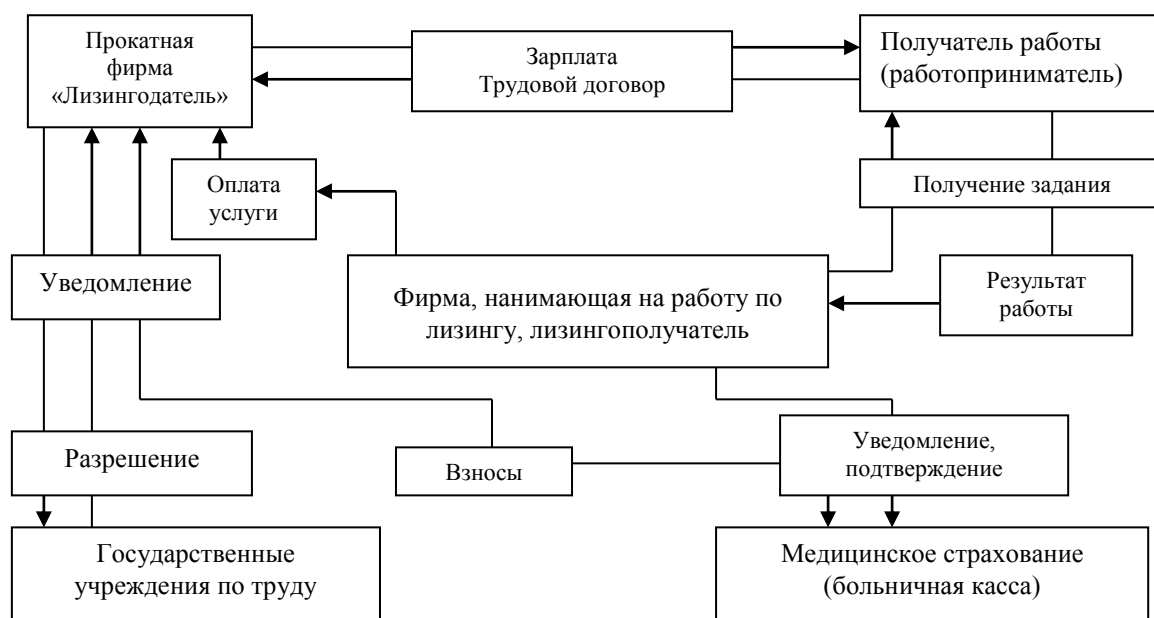 Прокатная
фирма
«Лизингодатель»
Зарплата
Трудовой договор
Получатель работы
(работоприниматель)
Оплата
услуги
Получение задания
Уведомление
Фирма, нанимающая на работу по
лизингу, лизингополучатель
Результат
работы
Разрешение
Взносы
Уведомление,
подтверждение
Государственные
учреждения по труду
Медицинское страхование
(больничная касса)